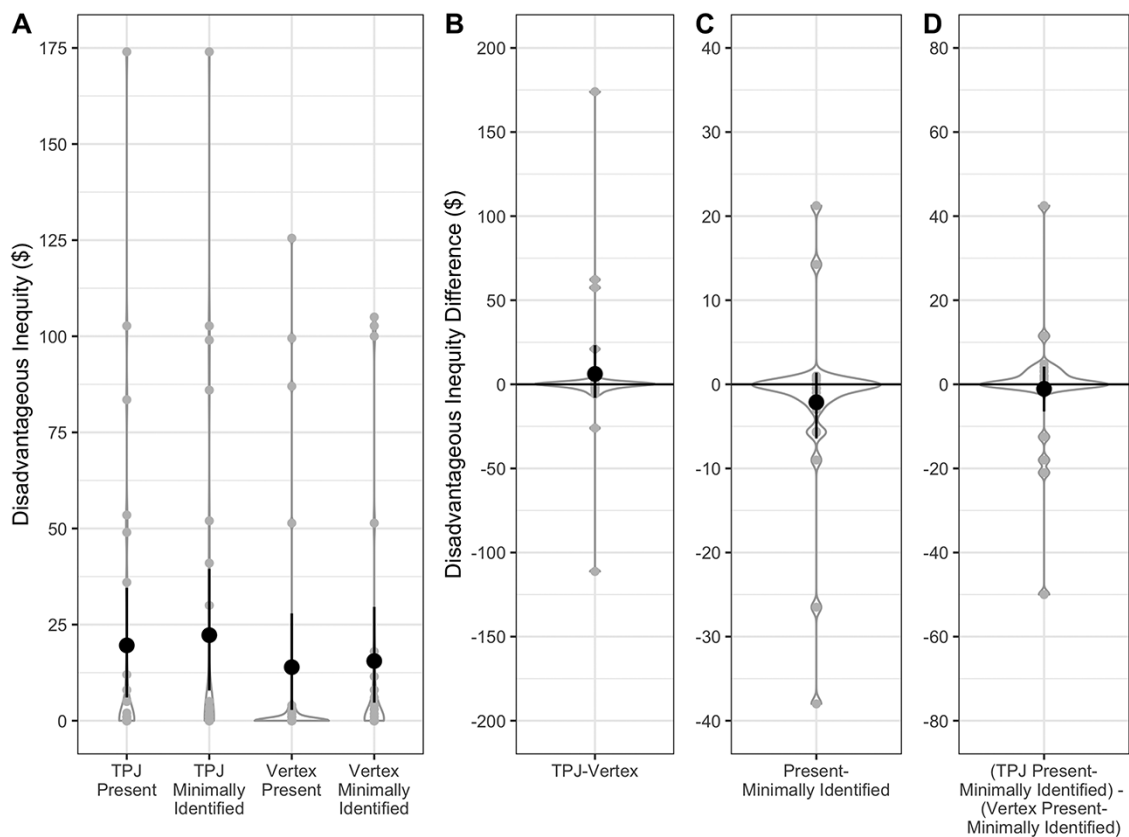 A
B
C
D
Disadvantageous Inequity ($)
175
150
125
100
75
50
25
0
TPJ
Present
TPJ
Minimally
Identified
Vertex
Present
Vertex
Minimally
Identified
Disadvantageous Inequity Difference ($)
200
150
100
50
0
-50
-100
-150
-200
TPJ-Vertex
40
30
20
10
0
-10
-20
-30
-40
Present-
Minimally Identified
80
60
40
20
0
-20
-40
-60
-80
(TPJ Present-
Minimally Identified) -
(Vertex Present-
Minimally Identified)